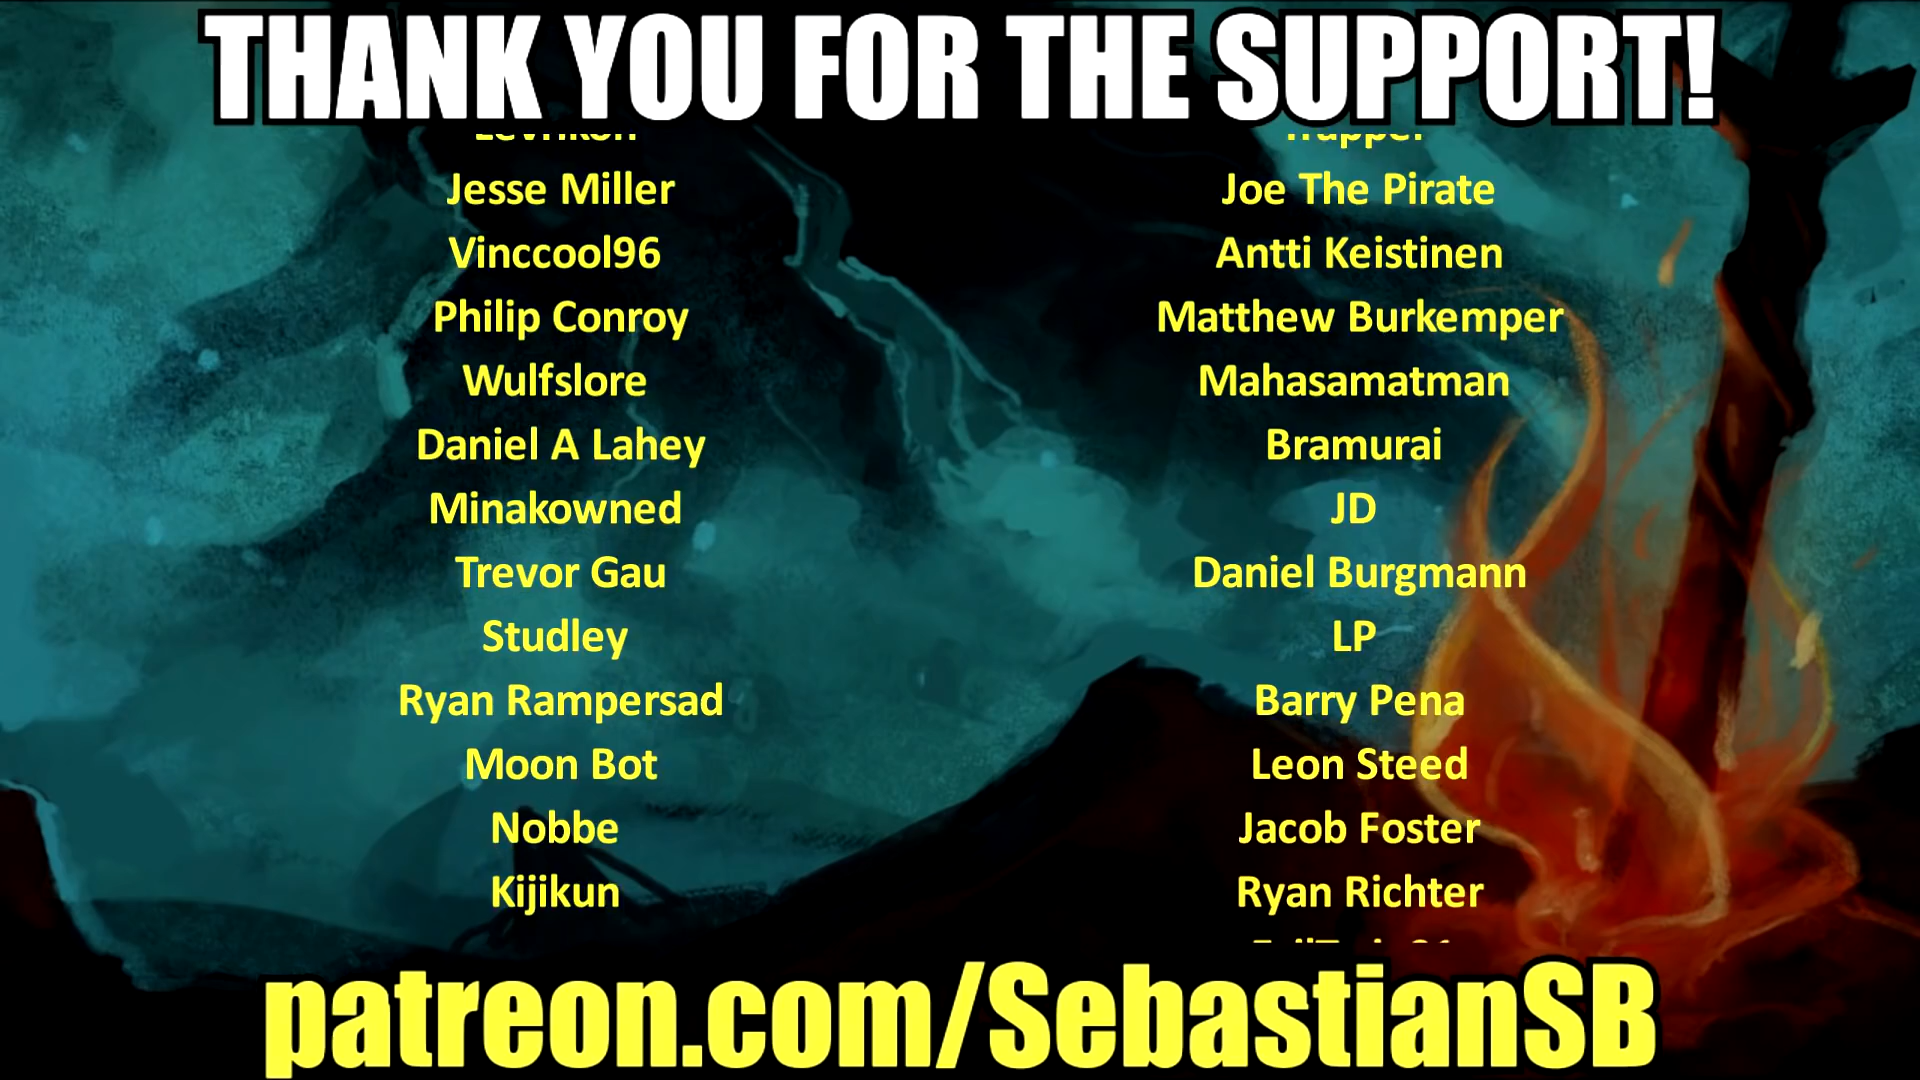 THANK YOU FOR THE SUPPORT!
Jesse Miller
Vinccool96
Philip Conroy
Wulfslore
Daniel A Lahey
Minakowned
Trevor Gau
Studley
Ryan Rampersad
Moon Bot
Nobbe
Kijikun
Trapper
Joe The Pirate
Antti Keistinen
Matthew Burkemper
Mahasamatman
Bramurai
JD
Daniel Burgmann
LP
Barry Pena
Leon Steed
Jacob Foster
Ryan Richter
patreon.com/SebastianSB